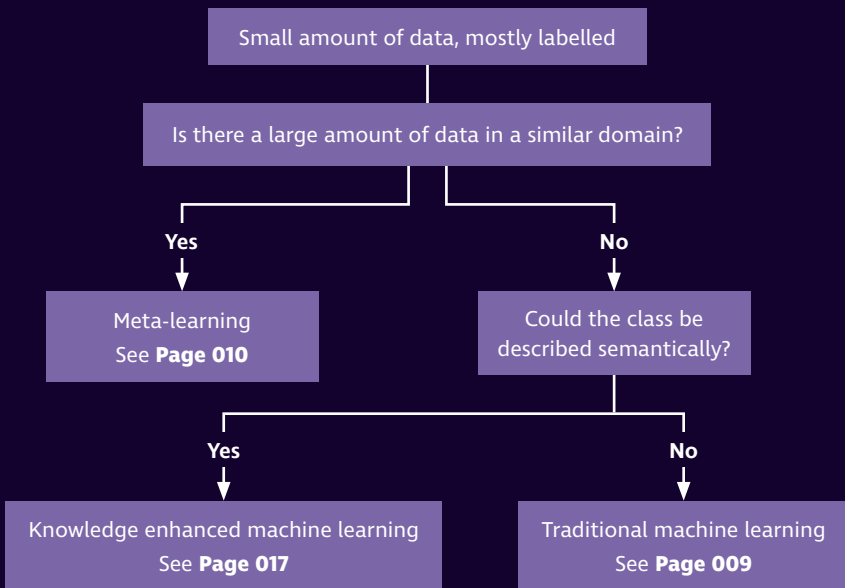 Small amount of data, mostly labelled
Is there a large amount of data in a similar domain?
Yes
No
Meta-learning
See Page 010
Could the class be
described semantically?
Yes
No
Knowledge enhanced machine learning
See Page 017
Traditional machine learning
See Page 009